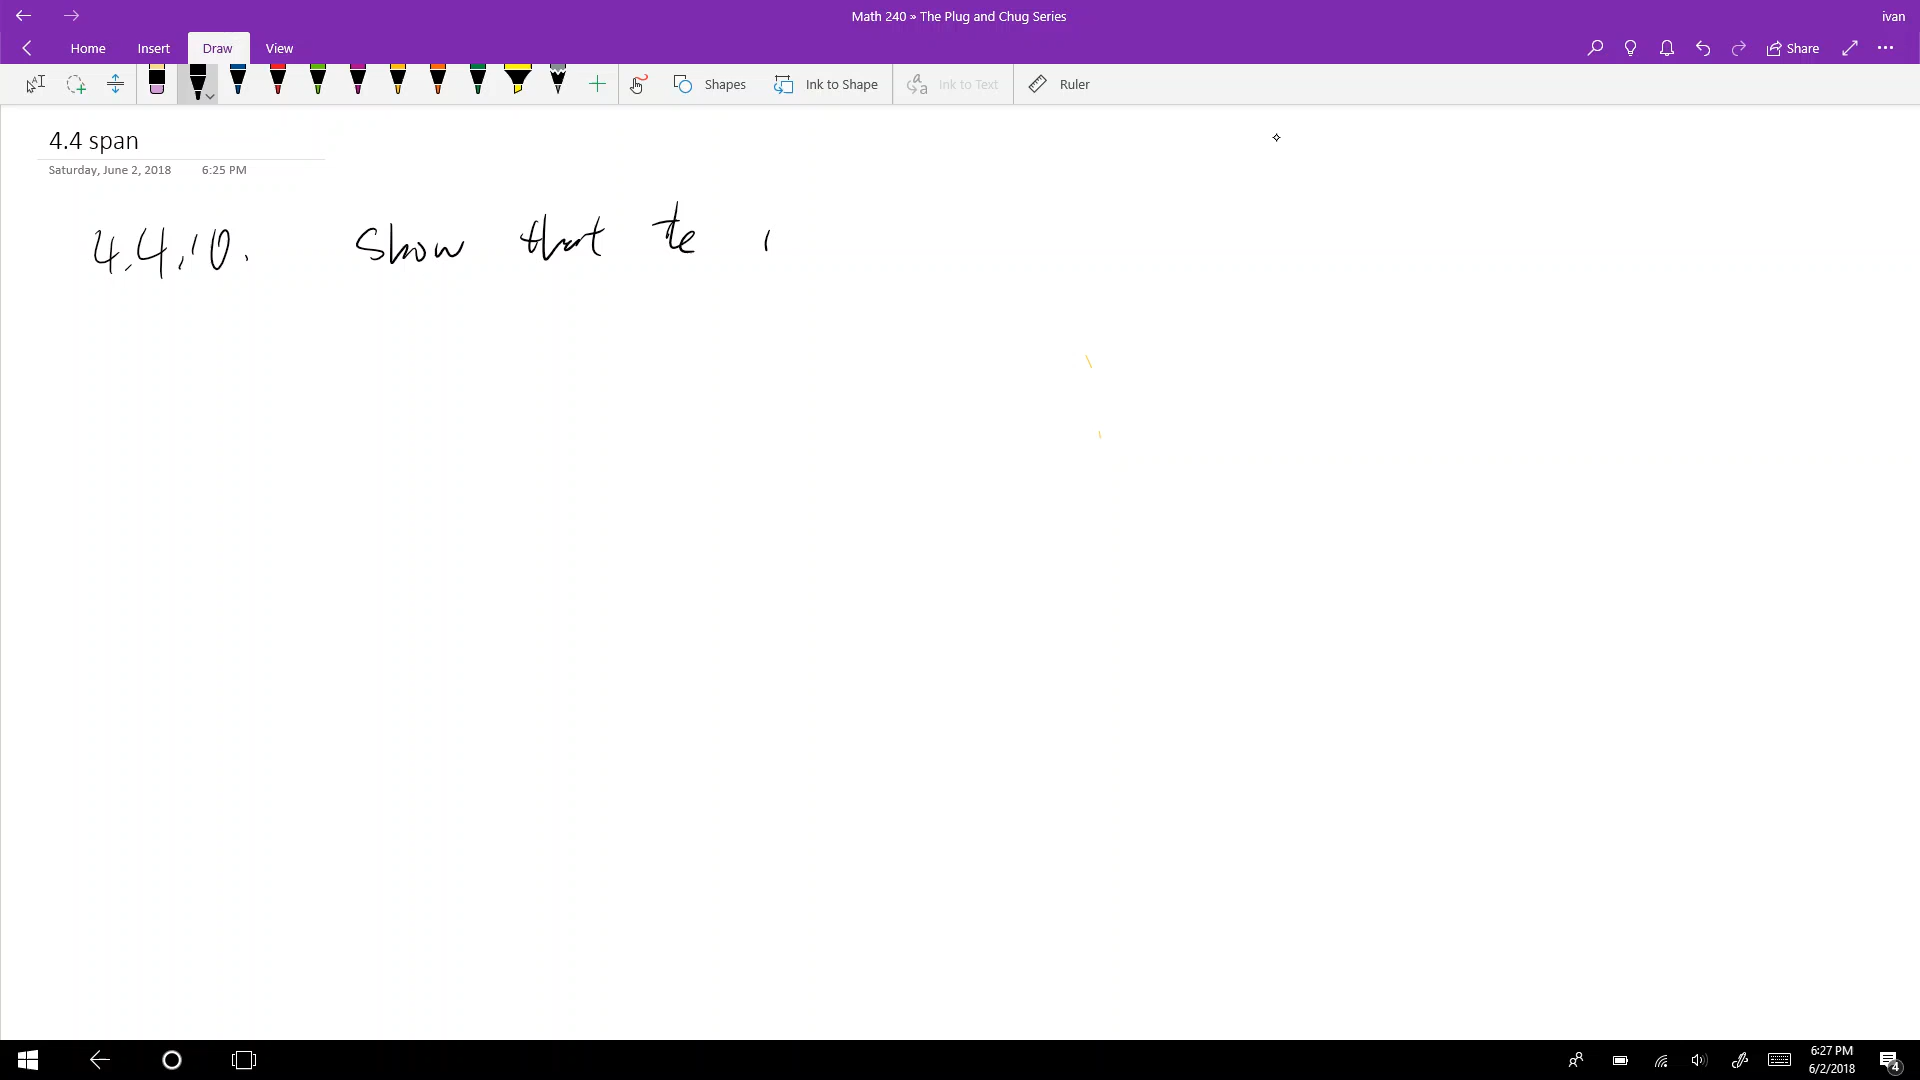 Math 240 » The Plug and Chug Series
ivan
Home Insert Draw View
Share
Shapes Ink to Shape Ink to Text Ruler
4.4 span
Saturday, June 2, 2018 6:25 PM
4.4.10. Show that the
6:27 PM
6/2/2018
4